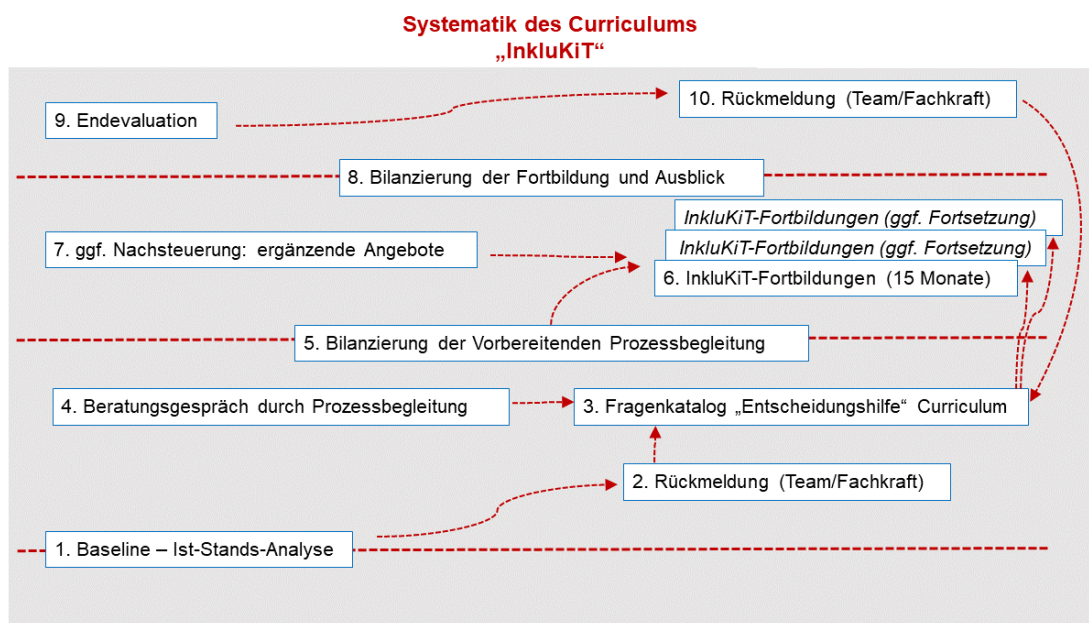 Systematik des Curriculums
„InkluKiT“
9. Endevaluation
10. Rückmeldung (Team/Fachkraft)
8. Bilanzierung der Fortbildung und Ausblick
InkluKiT-Fortbildungen (ggf. Fortsetzung)
7. ggf. Nachsteuerung: ergänzende Angebote
InkluKiT-Fortbildungen (ggf. Fortsetzung)
6. InkluKiT-Fortbildungen (15 Monate)
5. Bilanzierung der Vorbereitenden Prozessbegleitung
4. Beratungsgespräch durch Prozessbegleitung
3. Fragenkatalog „Entscheidungshilfe“ Curriculum
2. Rückmeldung (Team/Fachkraft)
1. Baseline – Ist-Stands-Analyse